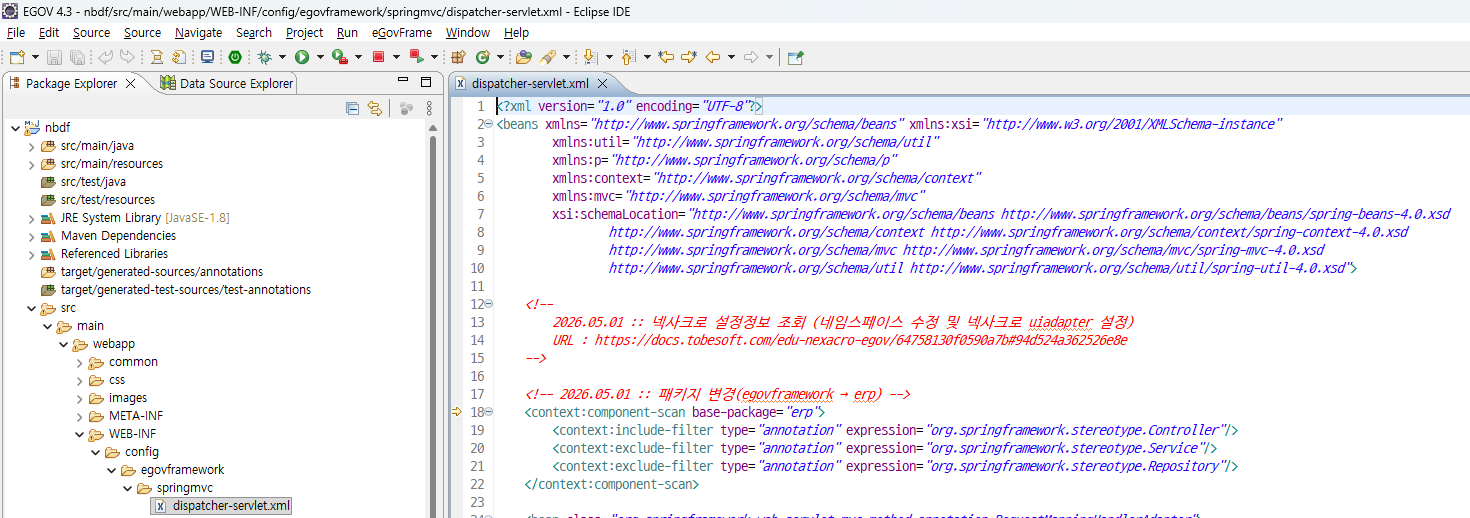 EGOV 4.3 - nbdf/src/main/webapp/WEB-INF/config/egovframework/springmvc/dispatcher-servlet.xml - Eclipse IDE
File Edit Source Source Navigate Search Project Run eGovFrame Window Help
Package Explorer
Data Source Explorer
nbdf
src/main/java
src/main/resources
src/test/java
src/test/resources
JRE System Library [JavaSE-1.8]
Maven Dependencies
Referenced Libraries
target/generated-sources/annotations
target/generated-test-sources/test-annotations
src
main
webapp
common
css
images
META-INF
WEB-INF
config
egovframework
springmvc
dispatcher-servlet.xml
dispatcher-servlet.xml
1 <?xml version="1.0" encoding="UTF-8"?>
2 <beans xmlns="http://www.springframework.org/schema/beans" xmlns:xsi="http://www.w3.org/2001/XMLSchema-instance"
3 xmlns:util="http://www.springframework.org/schema/util"
4 xmlns:p="http://www.springframework.org/schema/p"
5 xmlns:context="http://www.springframework.org/schema/context"
6 xmlns:mvc="http://www.springframework.org/schema/mvc"
7 xsi:schemaLocation="http://www.springframework.org/schema/beans http://www.springframework.org/schema/beans/spring-beans-4.0.xsd
8 http://www.springframework.org/schema/context http://www.springframework.org/schema/context/spring-context-4.0.xsd
9 http://www.springframework.org/schema/mvc http://www.springframework.org/schema/mvc/spring-mvc-4.0.xsd
10 http://www.springframework.org/schema/util http://www.springframework.org/schema/util/spring-util-4.0.xsd">
11
12 <!--
13 2026.05.01 :: 넥사크로 설정정보 조회 (네임스페이스 수정 및 넥사크로 uiadapter 설정)
14 URL : https://docs.tobesoft.com/edu-nexacro-egov/64758130f0590a7b#94d524a362526e8e
15 -->
16
17 <!-- 2026.05.01 :: 패키지 변경(egovframework → erp) -->
18 <context:component-scan base-package="erp">
19 <context:include-filter type="annotation" expression="org.springframework.stereotype.Controller"/>
20 <context:exclude-filter type="annotation" expression="org.springframework.stereotype.Service"/>
21 <context:exclude-filter type="annotation" expression="org.springframework.stereotype.Repository"/>
22 </context:component-scan>
23